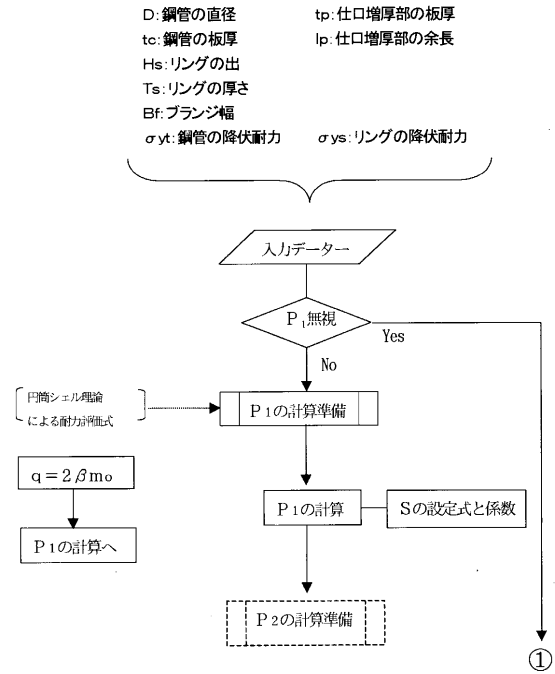 D:鋼管の直径 tp:仕口増厚部の板厚
tc:鋼管の板厚 lp:仕口増厚部の余長
Hs:リングの出
Ts:リングの厚さ
Bf:ブランジ幅
σyt:鋼管の降伏耐力 σys:リングの降伏耐力
入力データー
P₁無視
Yes
No
円筒シェル理論
による耐力評価式
P₁の計算準備
q=2βm₀
P₁の計算
Sの設定式と係数
P₁の計算へ
P₂の計算準備
①